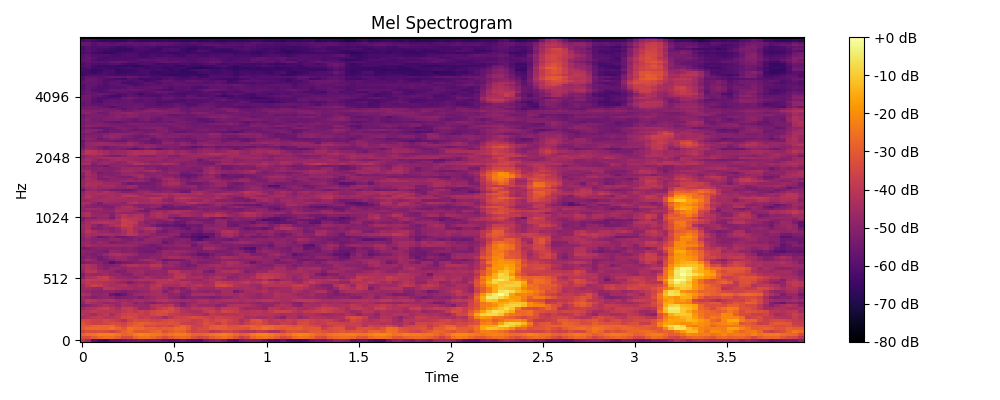 Mel Spectrogram
+0 dB
4096
-10 dB
-20 dB
2048
-30 dB
Hz
1024
-40 dB
-50 dB
512
-60 dB
-70 dB
0
-80 dB
0 0.5 1 1.5 2 2.5 3 3.5
Time